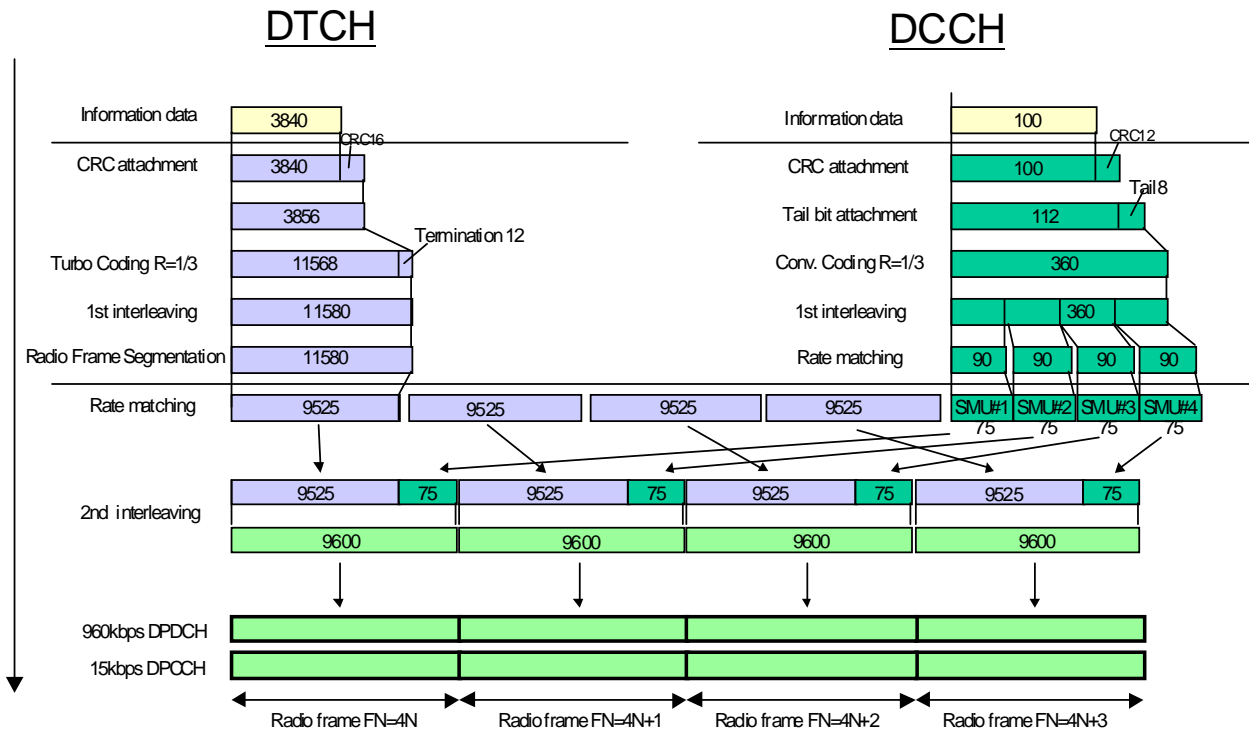 DTCH
DCCH
Information data
3840
CRC16
CRC attachment
3840
3856
Termination 12
Turbo Coding R=1/3
11568
1st interleaving
11580
Radio Frame Segmentation
11580
Rate matching
9525
9525
9525
9525
Information data
100
CRC12
CRC attachment
100
Tail8
Tail bit attachment
112
Conv. Coding R=1/3
360
1st interleaving
360
Rate matching
90
90
90
90
SMU#1
SMU#2
SMU#3
SMU#4
75
75
75
75
2nd interleaving
9525
75
9525
75
9525
75
9525
75
9600
9600
9600
9600
960kbps DPDCH
15kbps DPCCH
Radio frame FN=4N
Radio frame FN=4N+1
Radio frame FN=4N+2
Radio frame FN=4N+3